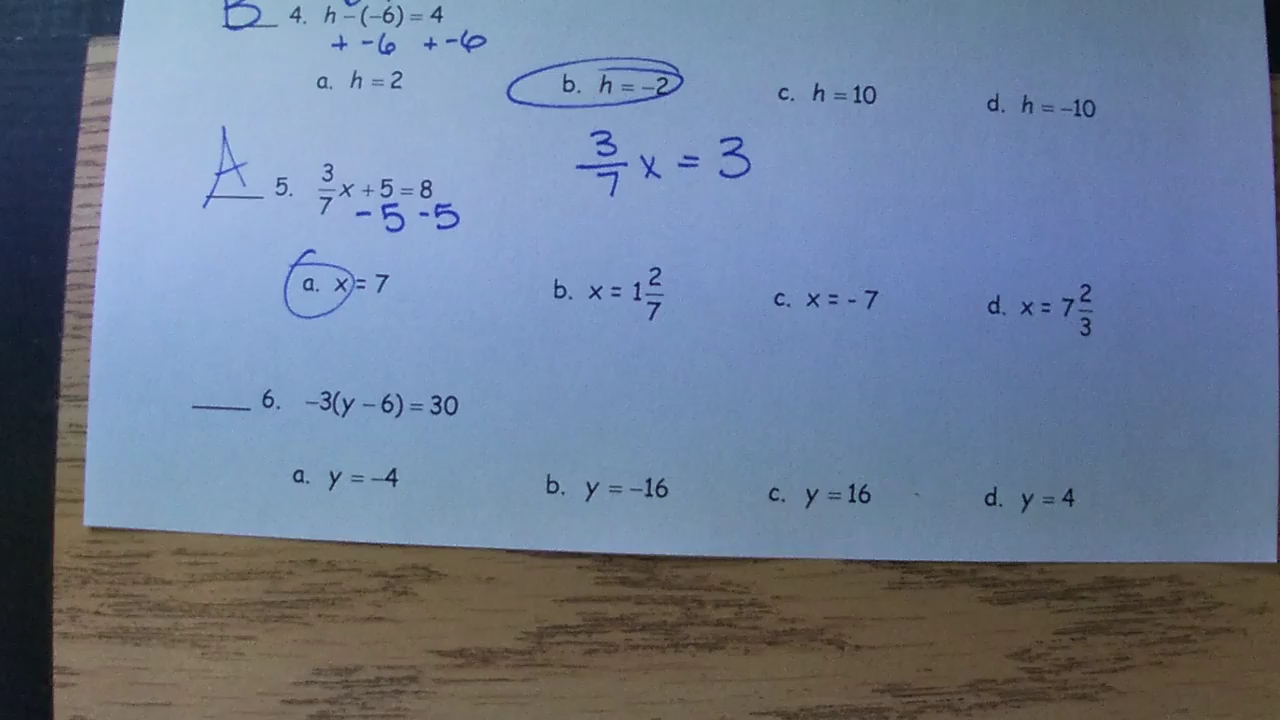 B 4. h – (–6) = 4
+ -6 + -6
a. h = 2 b. h = –2 c. h = 10 d. h = –10
A 5. 3/7 x + 5 = 8
3/7 x = 3
-5 -5
a. x = 7 b. x = 1 2/7 c. x = - 7 d. x = 7 2/3
6. –3(y – 6) = 30
a. y = –4 b. y = –16 c. y = 16 d. y = 4